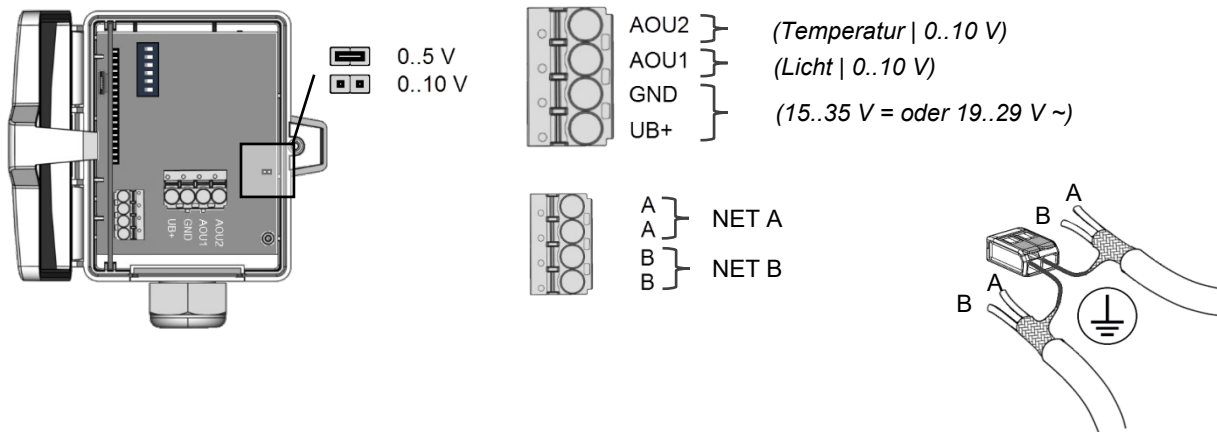 0..5 V
0..10 V
UB+
GND
AOU1
AOU2
AOU2
(Temperatur | 0..10 V)
AOU1
(Licht | 0..10 V)
GND
UB+
(15..35 V = oder 19..29 V ~)
A
A
NET A
B
B
NET B
A
B
A
B